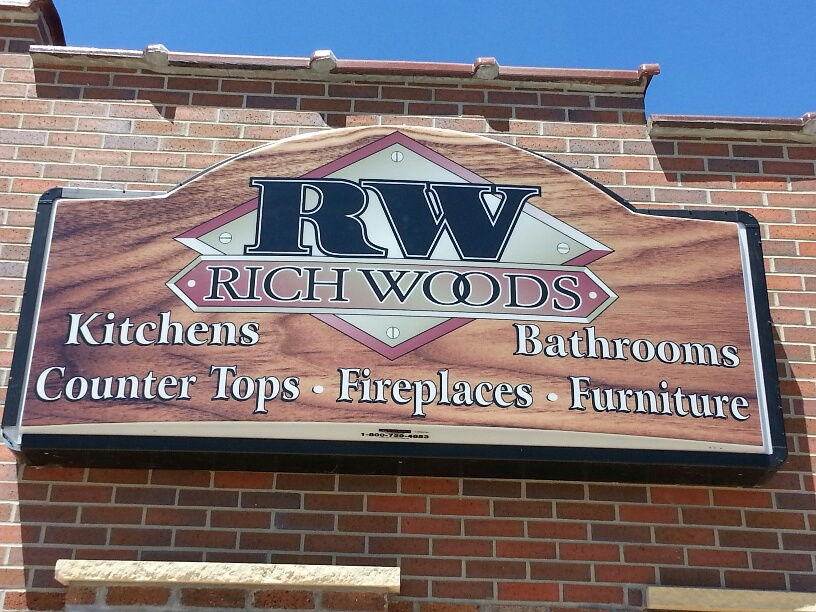 RW
RICH WOODS
Kitchens Bathrooms
Counter Tops • Fireplaces • Furniture